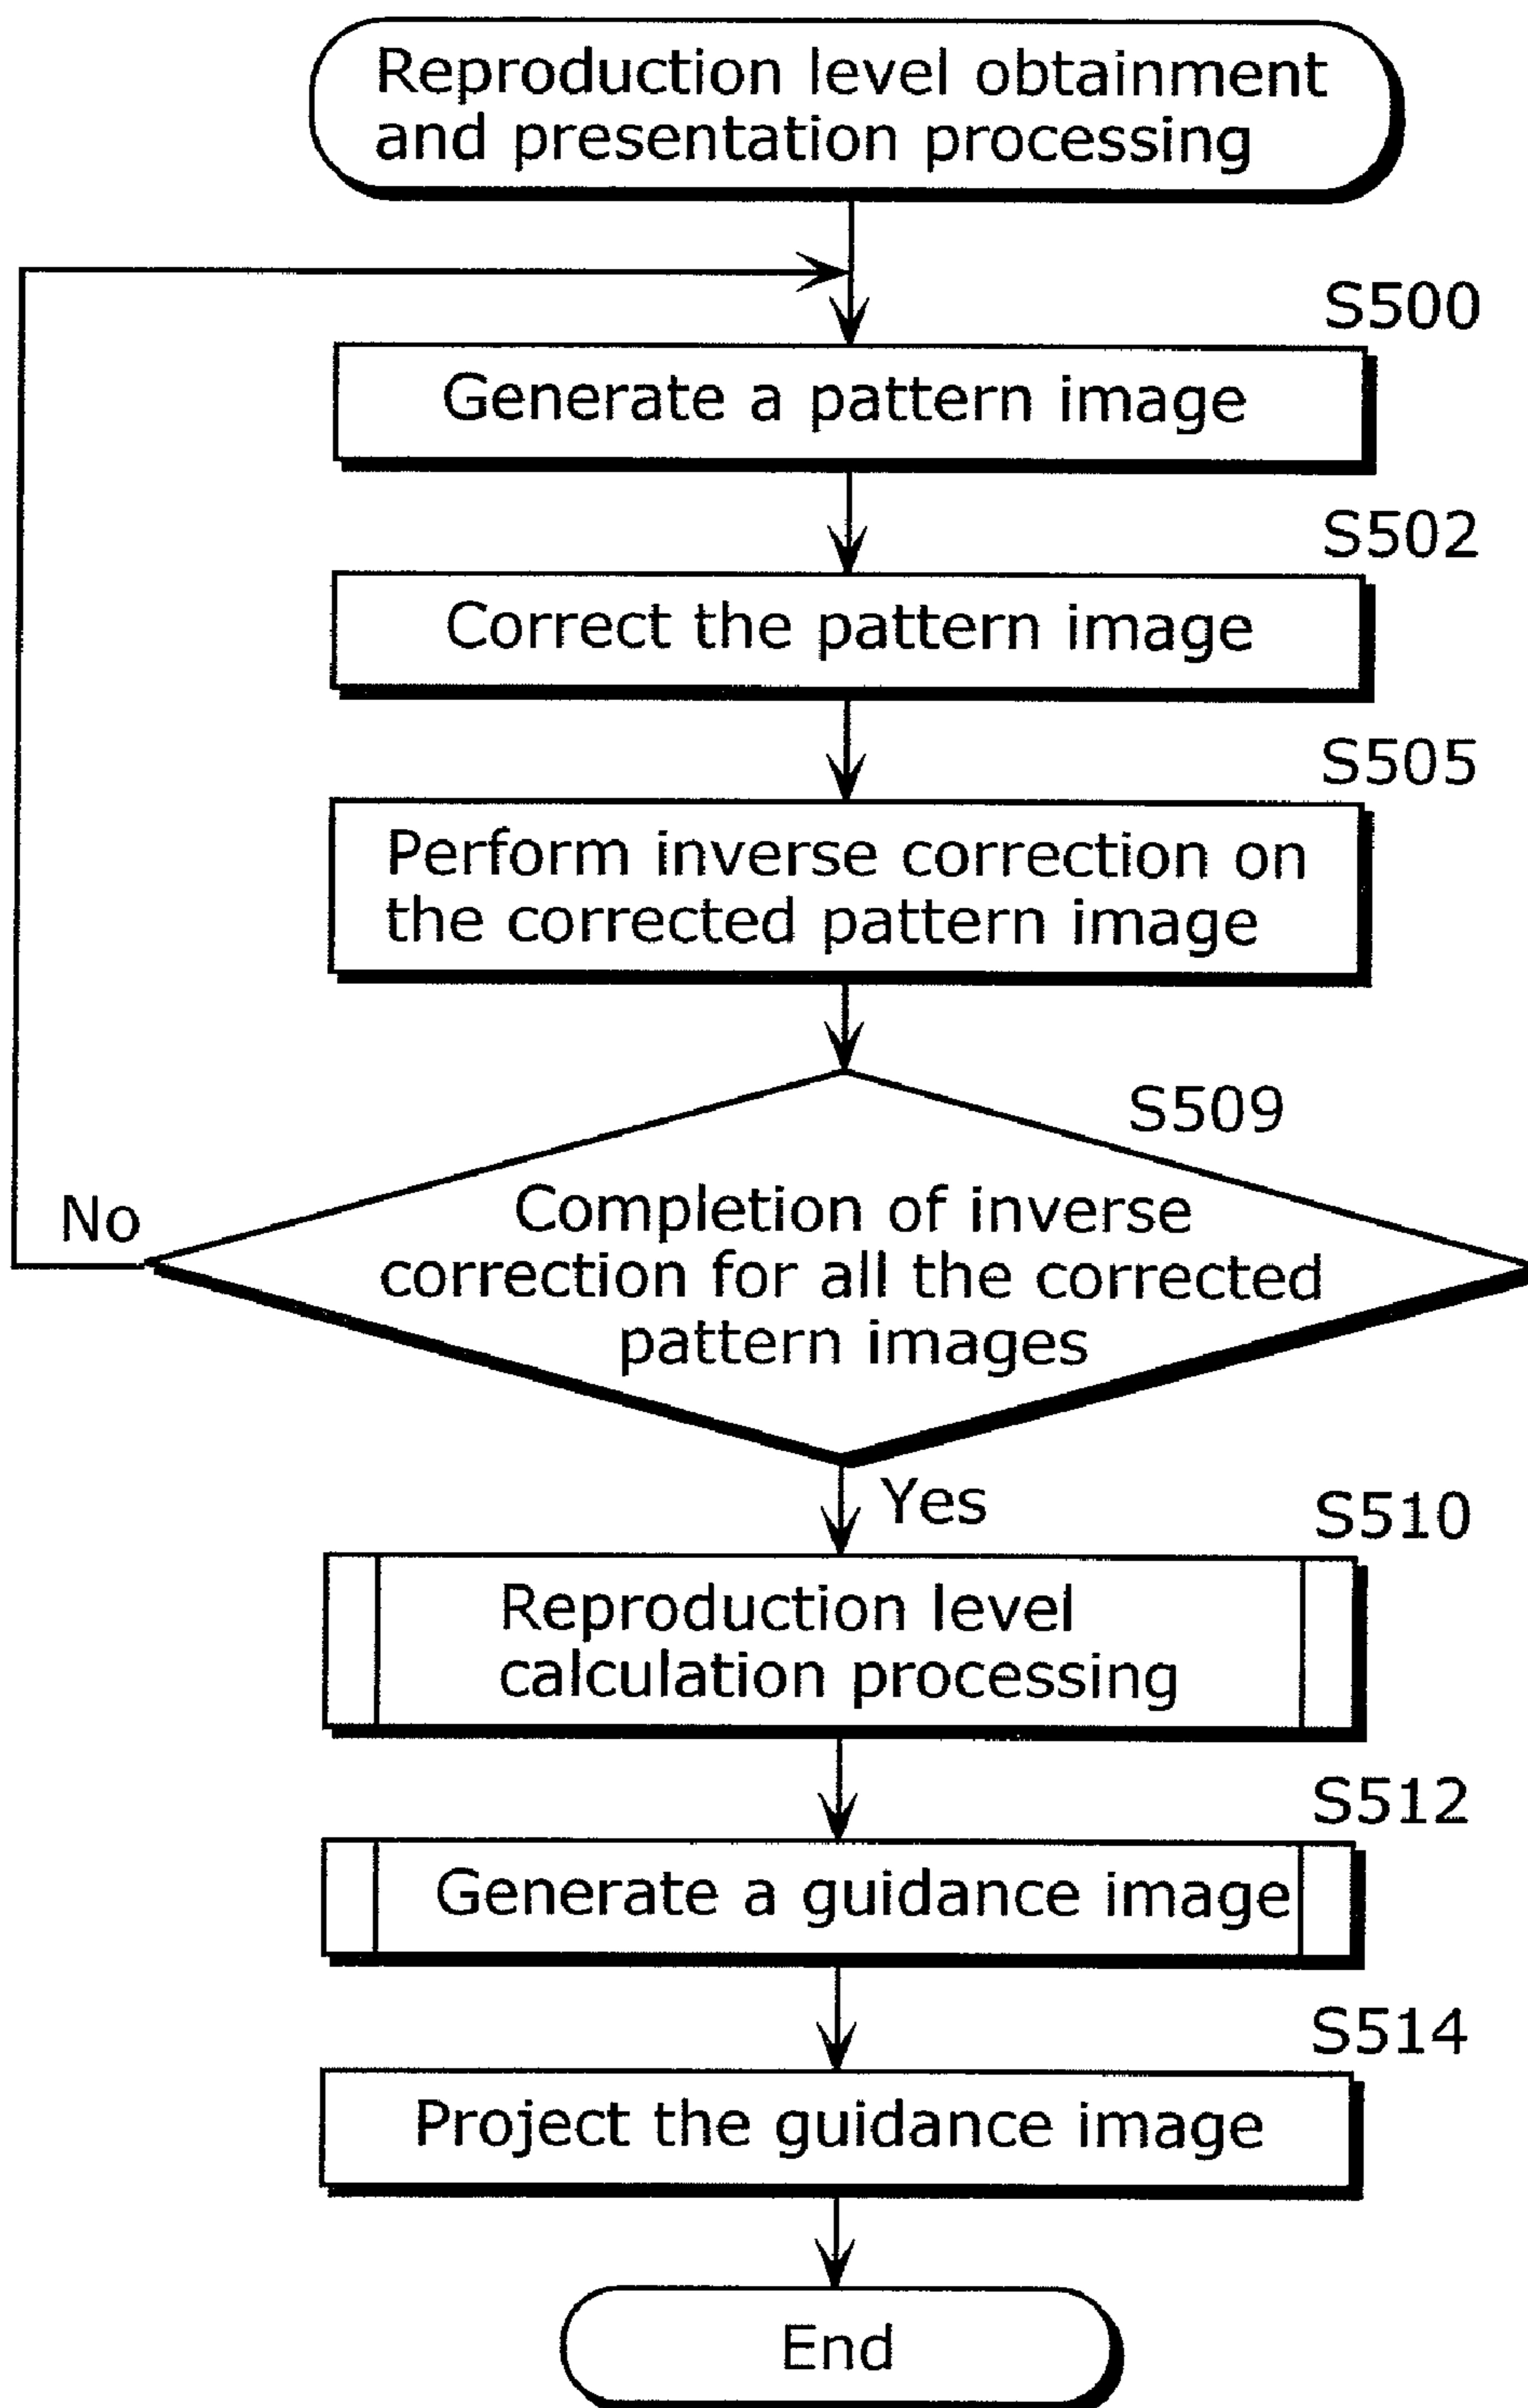 Reproduction level obtainment
and presentation processing
S500
Generate a pattern image
S502
Correct the pattern image
S505
Perform inverse correction on
the corrected pattern image
S509
Completion of inverse
correction for all the corrected
pattern images
No
Yes
S510
Reproduction level
calculation processing
S512
Generate a guidance image
S514
Project the guidance image
End